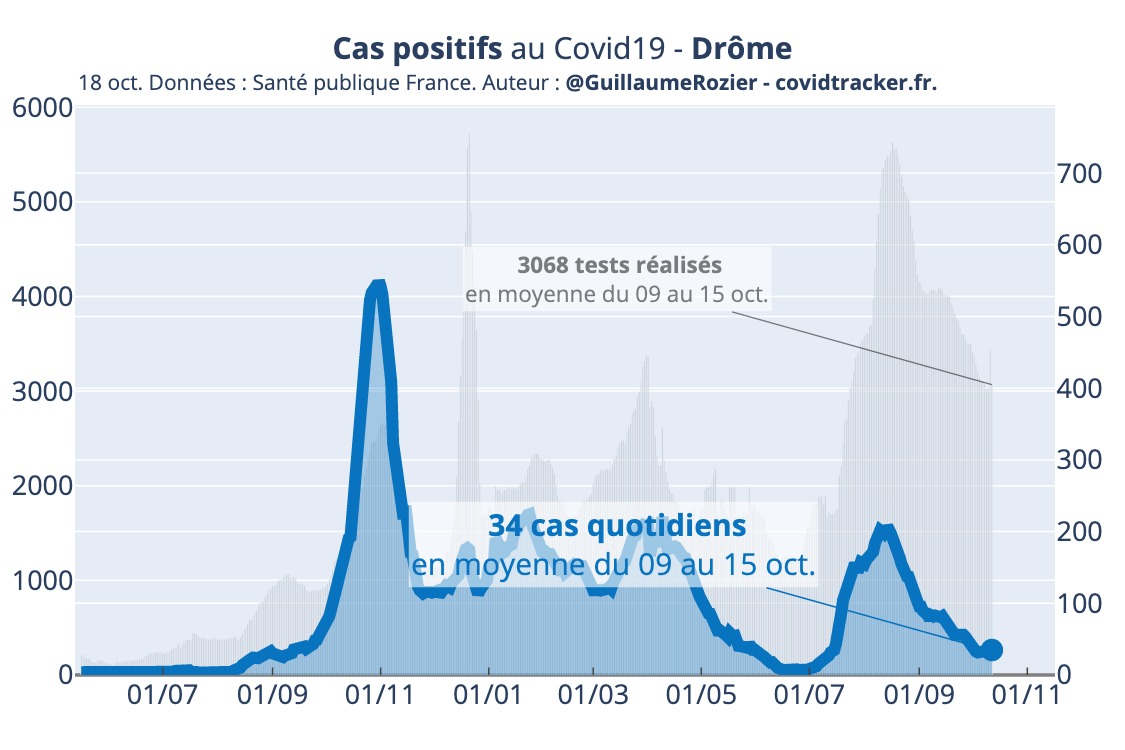 Cas positifs au Covid19 - Drôme
18 oct. Données : Santé publique France. Auteur : @GuillaumeRozier - covidtracker.fr.
6000
5000
4000
3000
2000
1000
0
700
600
500
400
300
200
100
0
3068 tests réalisés
en moyenne du 09 au 15 oct.
34 cas quotidiens
en moyenne du 09 au 15 oct.
01/07 01/09 01/11 01/01 01/03 01/05 01/07 01/09 01/11